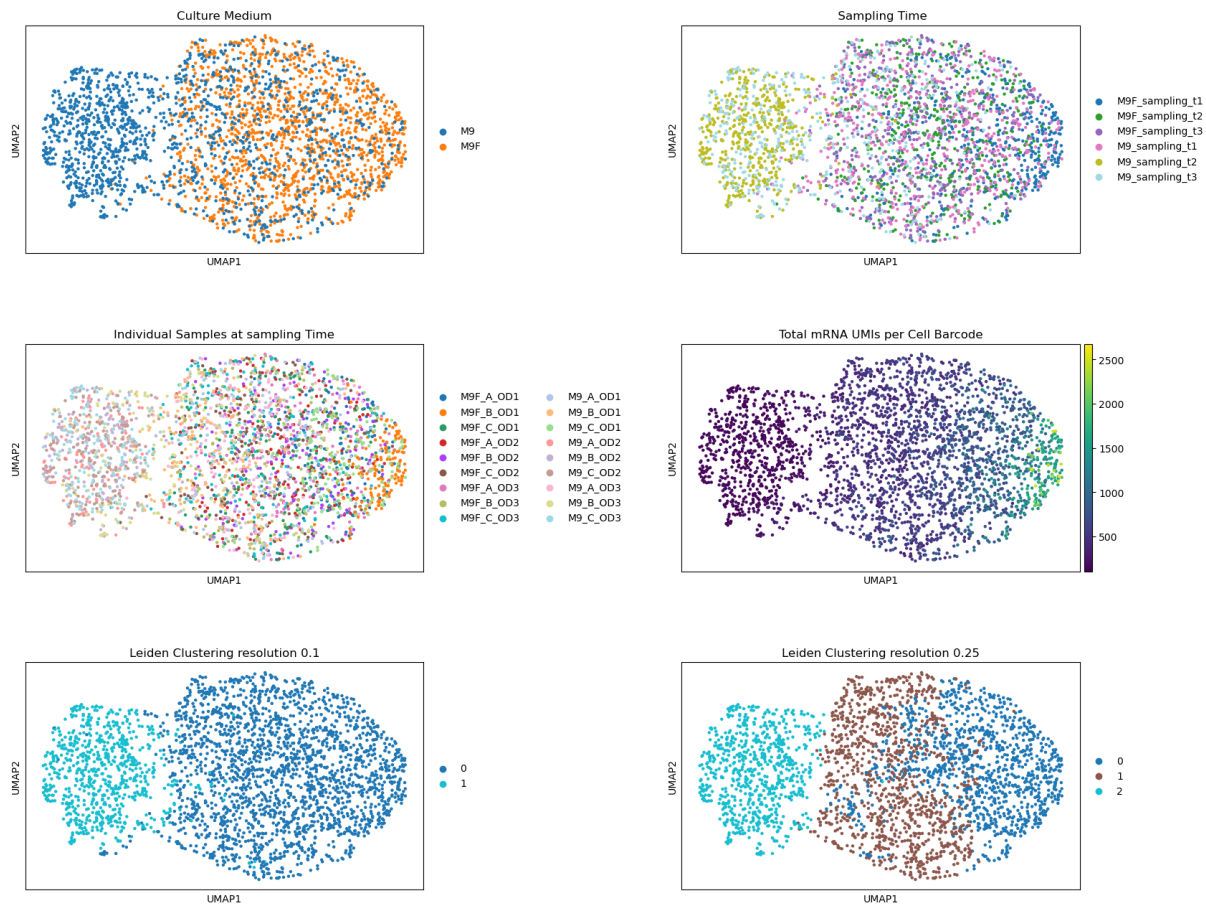 Culture Medium
UMAP2
UMAP1
M9
M9F
Sampling Time
UMAP2
UMAP1
M9F_sampling_t1
M9F_sampling_t2
M9F_sampling_t3
M9_sampling_t1
M9_sampling_t2
M9_sampling_t3
Individual Samples at sampling Time
UMAP2
UMAP1
M9F_A_OD1 M9_A_OD1
M9F_B_OD1 M9_B_OD1
M9F_C_OD1 M9_C_OD1
M9F_A_OD2 M9_A_OD2
M9F_B_OD2 M9_B_OD2
M9F_C_OD2 M9_C_OD2
M9F_A_OD3 M9_A_OD3
M9F_B_OD3 M9_B_OD3
M9F_C_OD3 M9_C_OD3
Total mRNA UMIs per Cell Barcode
UMAP2
UMAP1
2500
2000
1500
1000
500
Leiden Clustering resolution 0.1
UMAP2
UMAP1
0
1
Leiden Clustering resolution 0.25
UMAP2
UMAP1
0
1
2